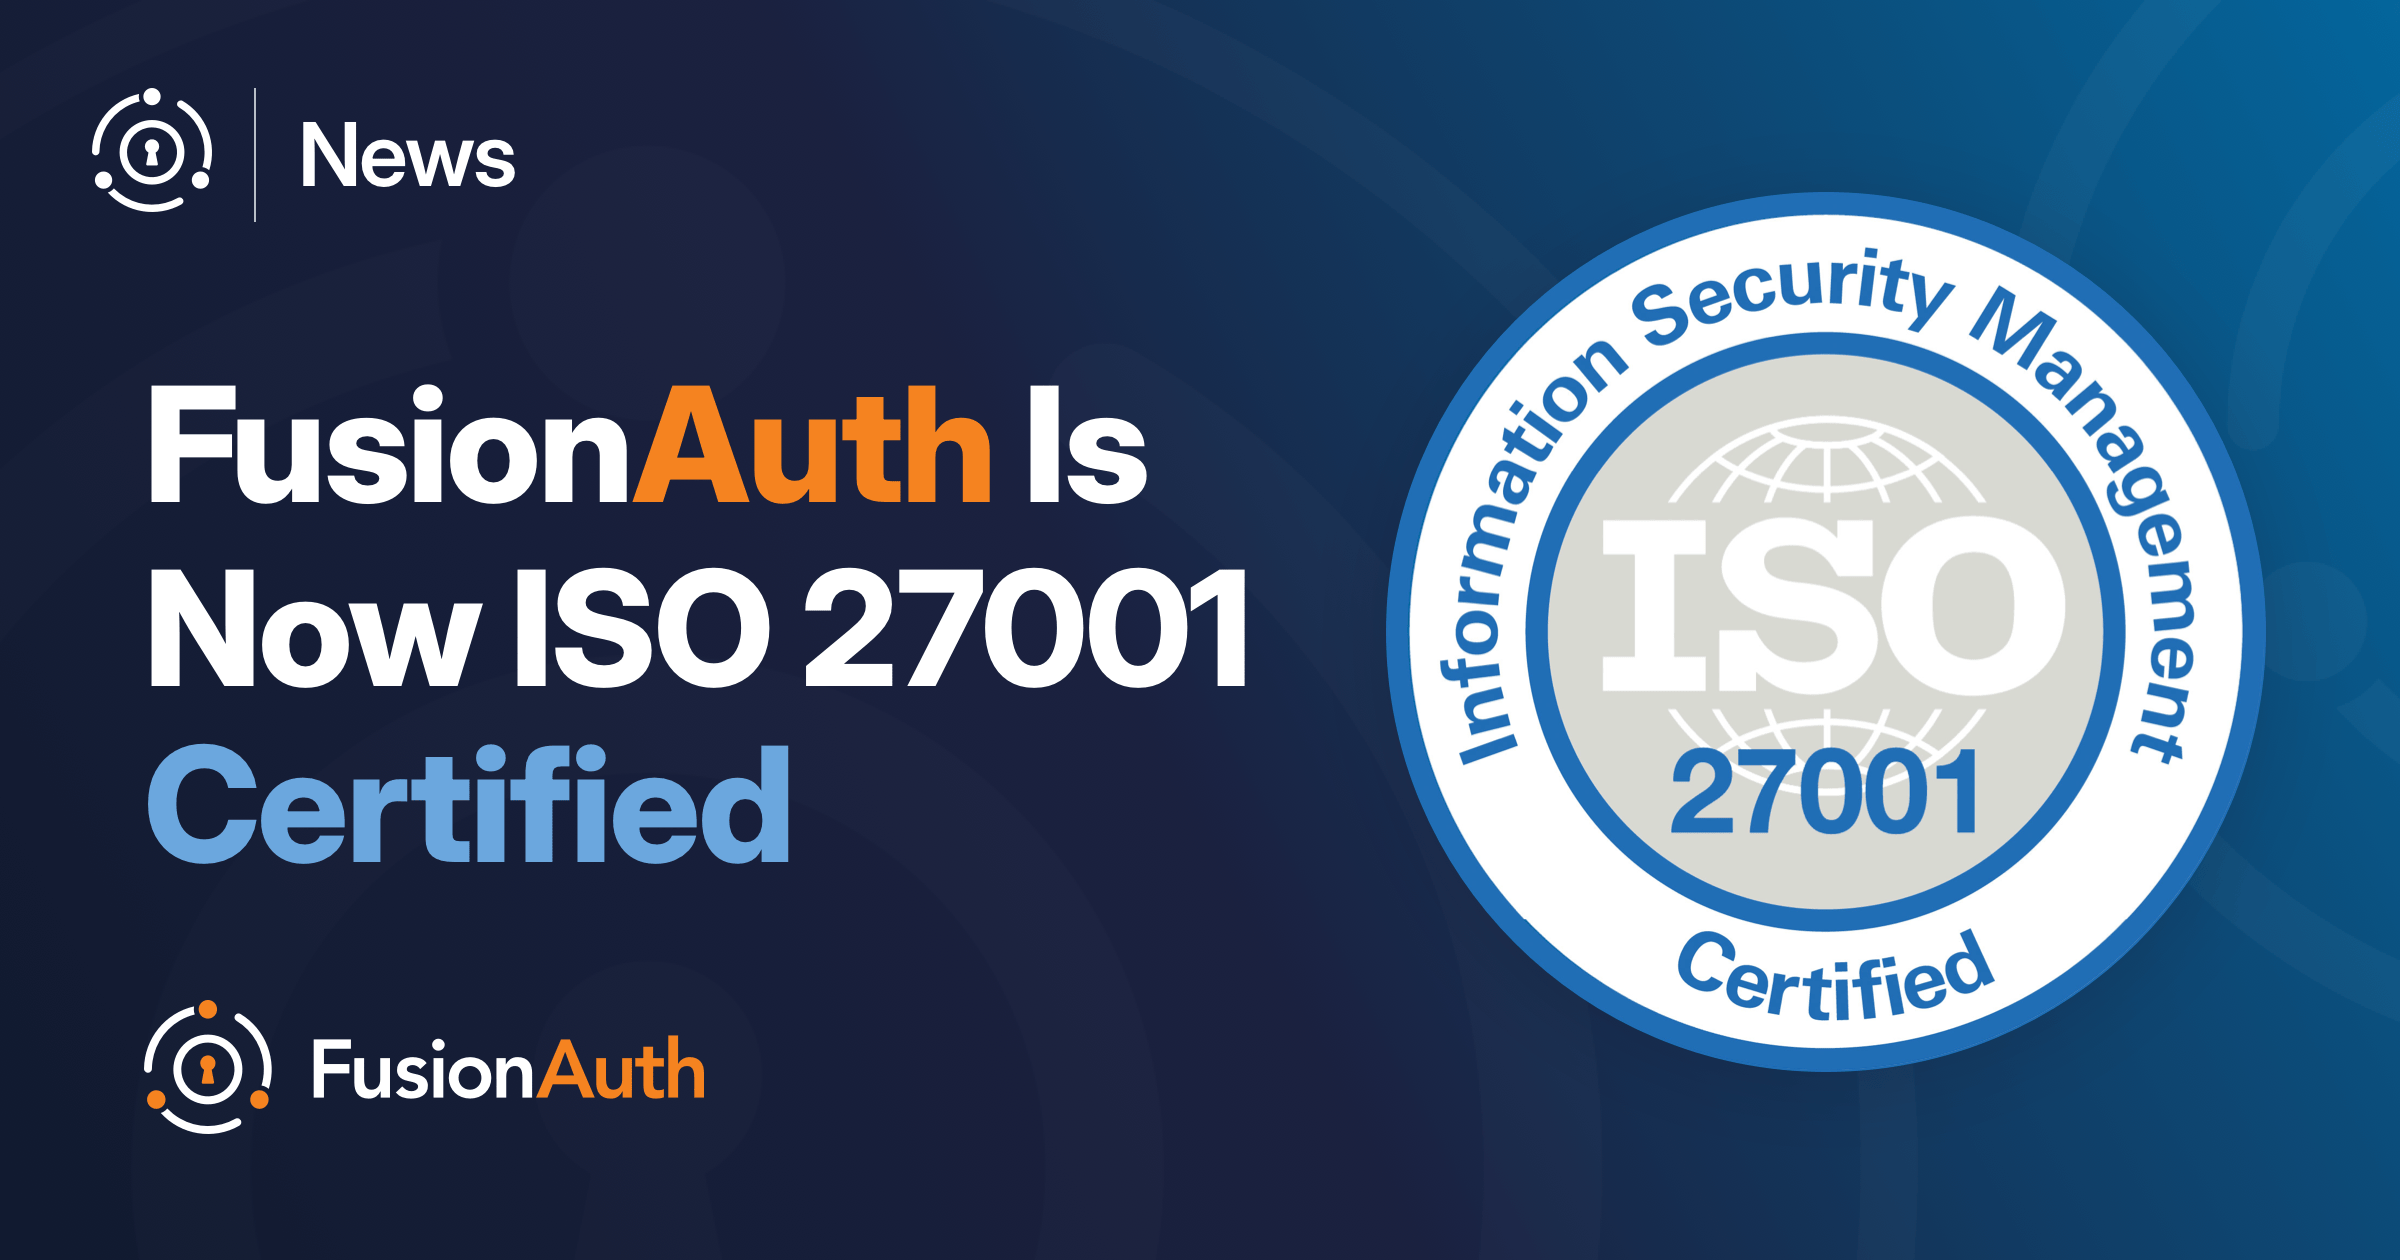 News
FusionAuth Is
Now ISO 27001
Certified
FusionAuth
Information Security Management
ISO
27001
Certified